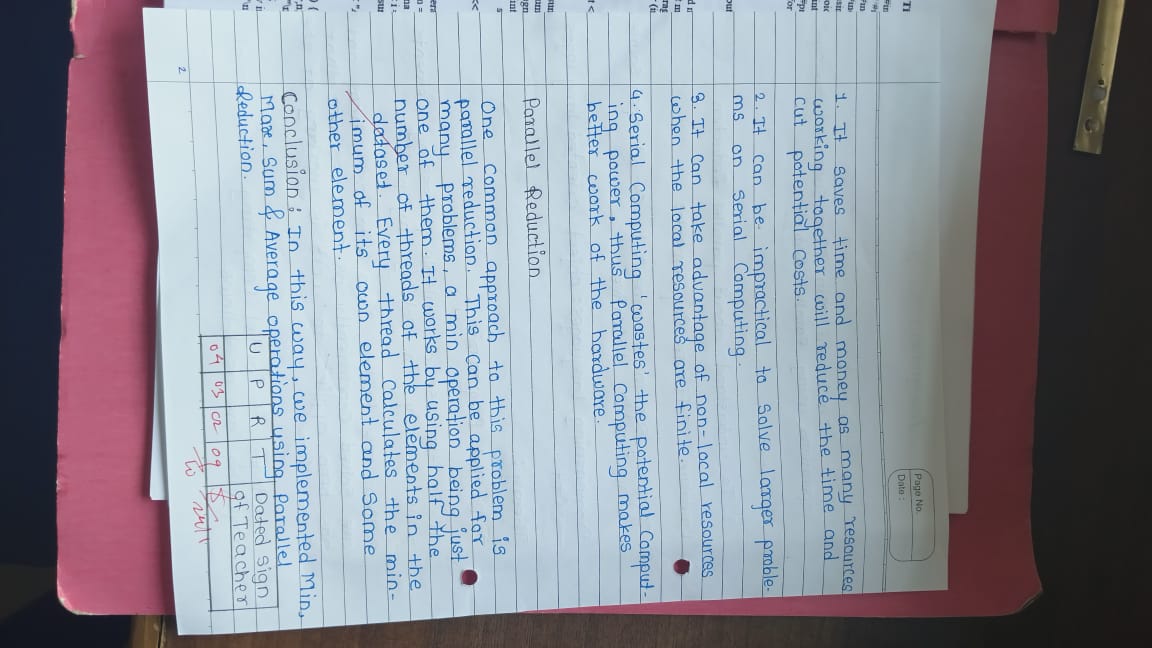 Page No.
Date :
1. It saves time and money as many resources
working together will reduce the time and
cut potential costs.
2. It can be impractical to solve larger proble-
ms on Serial Computing.
3. It can take advantage of non-local resources
when the local resources are finite.
4. Serial Computing 'wastes' the potential Comput-
ing power, thus Parallel Computing makes
better work of the hardware.
Parallel Reduction
One common approach to this problem is
parallel reduction. This can be applied for
many problems, a min operation being just
one of them. It works by using half the
number of threads of the elements in the
dataset. Every thread calculates the min-
imum of its own element and some
other element.
Conclusion : In this way, we implemented Min,
Max, Sum & Average operations using Parallel
Reduction.
U P R T Dated Sign
of Teacher
04 03 02 09
10
2